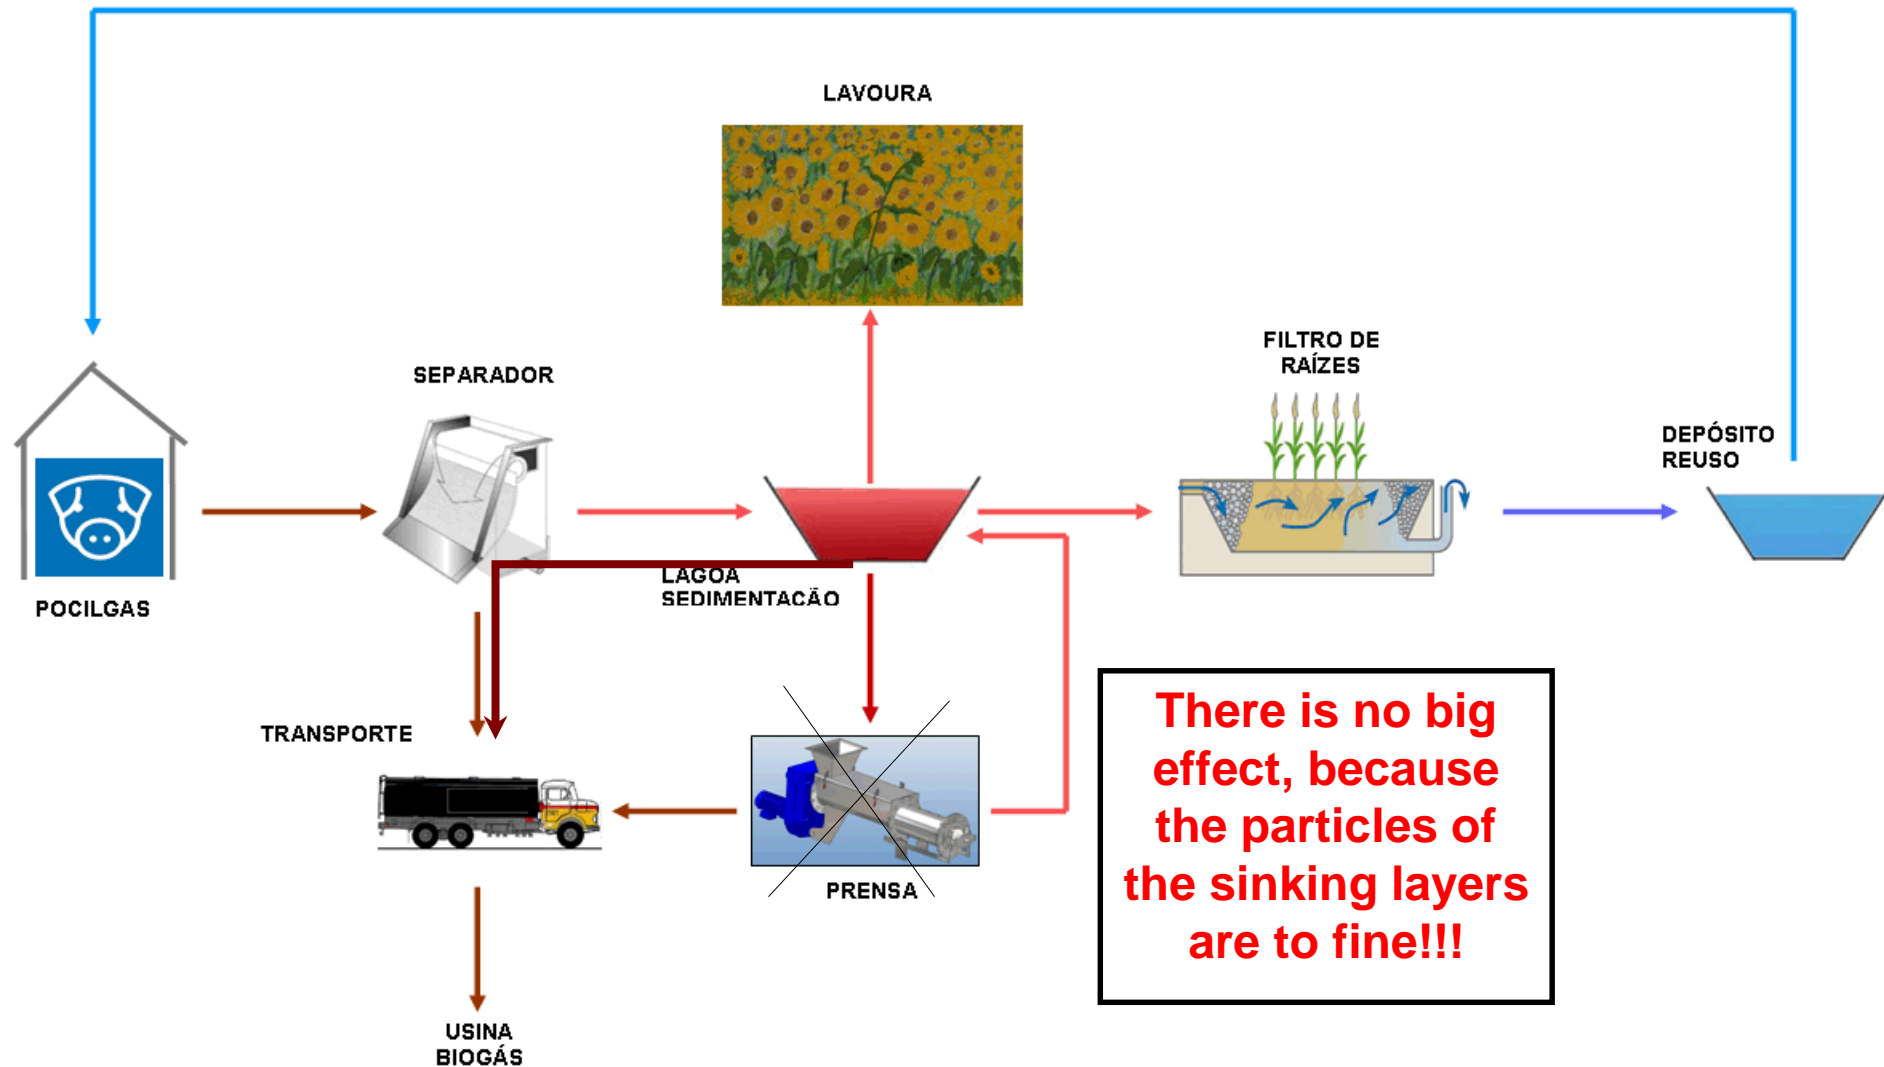 LAVOURA
FILTRO DE
RAÍZES
SEPARADOR
DEPÓSITO
REUSO
LAGOA
SEDIMENTACÃO
POCILGAS
TRANSPORTE
PRENSA
There is no big
effect, because
the particles of
the sinking layers
are to fine!!!
USINA
BIOGÁS